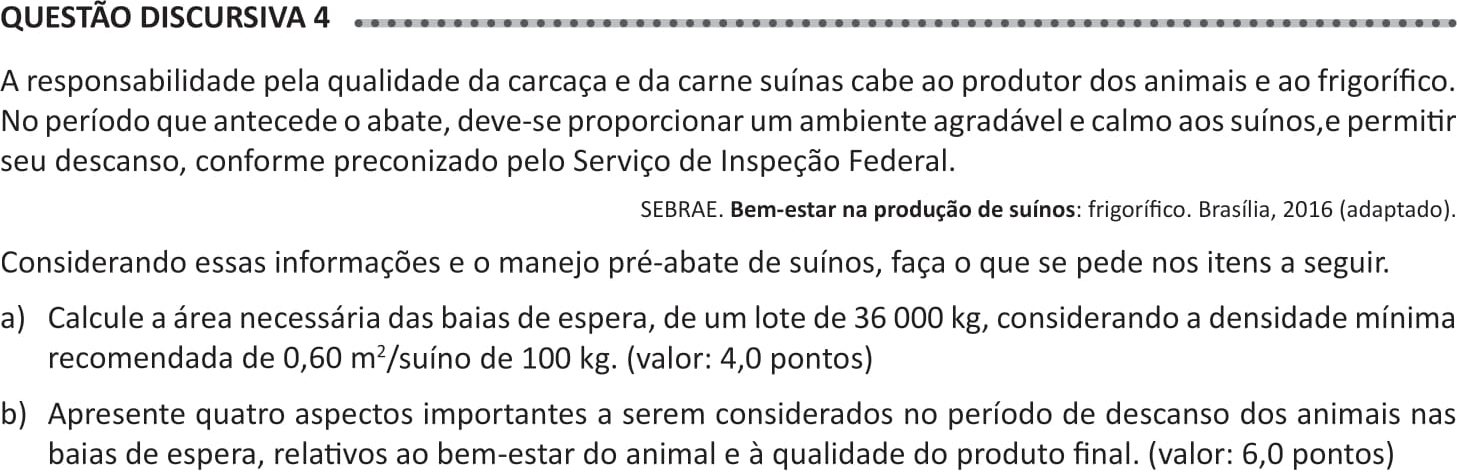 QUESTÃO DISCURSIVA 4
A responsabilidade pela qualidade da carcaça e da carne suínas cabe ao produtor dos animais e ao frigorífico.
No período que antecede o abate, deve-se proporcionar um ambiente agradável e calmo aos suínos,e permitir
seu descanso, conforme preconizado pelo Serviço de Inspeção Federal.
SEBRAE. Bem-estar na produção de suínos: frigorífico. Brasília, 2016 (adaptado).
Considerando essas informações e o manejo pré-abate de suínos, faça o que se pede nos itens a seguir.
a) Calcule a área necessária das baias de espera, de um lote de 36 000 kg, considerando a densidade mínima
recomendada de 0,60 m²/suíno de 100 kg. (valor: 4,0 pontos)
b) Apresente quatro aspectos importantes a serem considerados no período de descanso dos animais nas
baias de espera, relativos ao bem-estar do animal e à qualidade do produto final. (valor: 6,0 pontos)